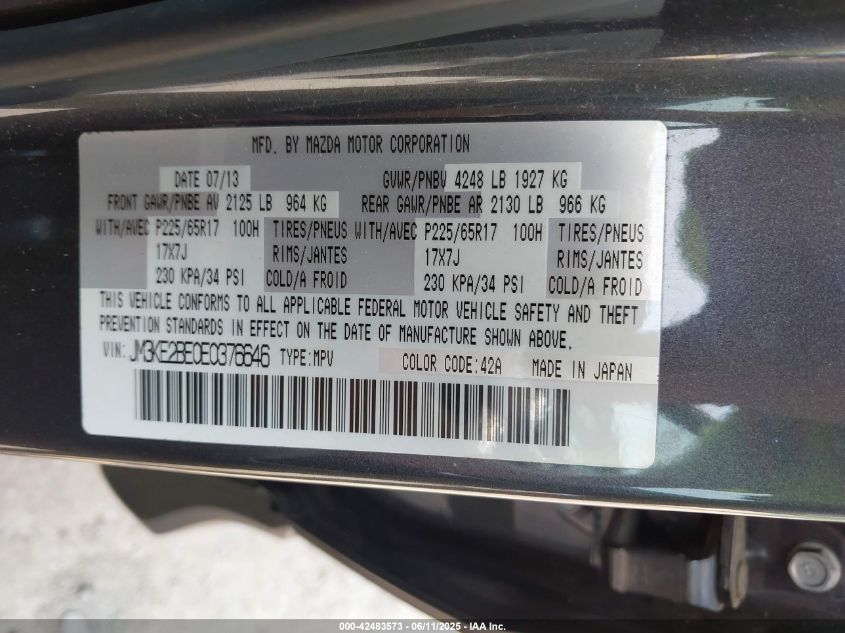 MFD. BY MAZDA MOTOR CORPORATION
DATE 07/13 GVWR/PNBV 4248 LB 1927 KG
FRONT GAWR/PNBE AV 2125 LB 964 KG REAR GAWR/PNBE AR 2130 LB 966 KG
WITH/AVEC P225/65R17 100H TIRES/PNEUS WITH/AVEC P225/65R17 100H TIRES/PNEUS
17X7J RIMS/JANTES 17X7J RIMS/JANTES
230 KPA/34 PSI COLD/A FROID 230 KPA/34 PSI COLD/A FROID
THIS VEHICLE CONFORMS TO ALL APPLICABLE FEDERAL MOTOR VEHICLE SAFETY AND THEFT
PREVENTION STANDARDS IN EFFECT ON THE DATE OF MANUFACTURE SHOWN ABOVE.
VIN: JM3KE2BE0E0376646 TYPE:MPV COLOR CODE:42A MADE IN JAPAN
000-42483573 - 06/11/2025 - IAA Inc.